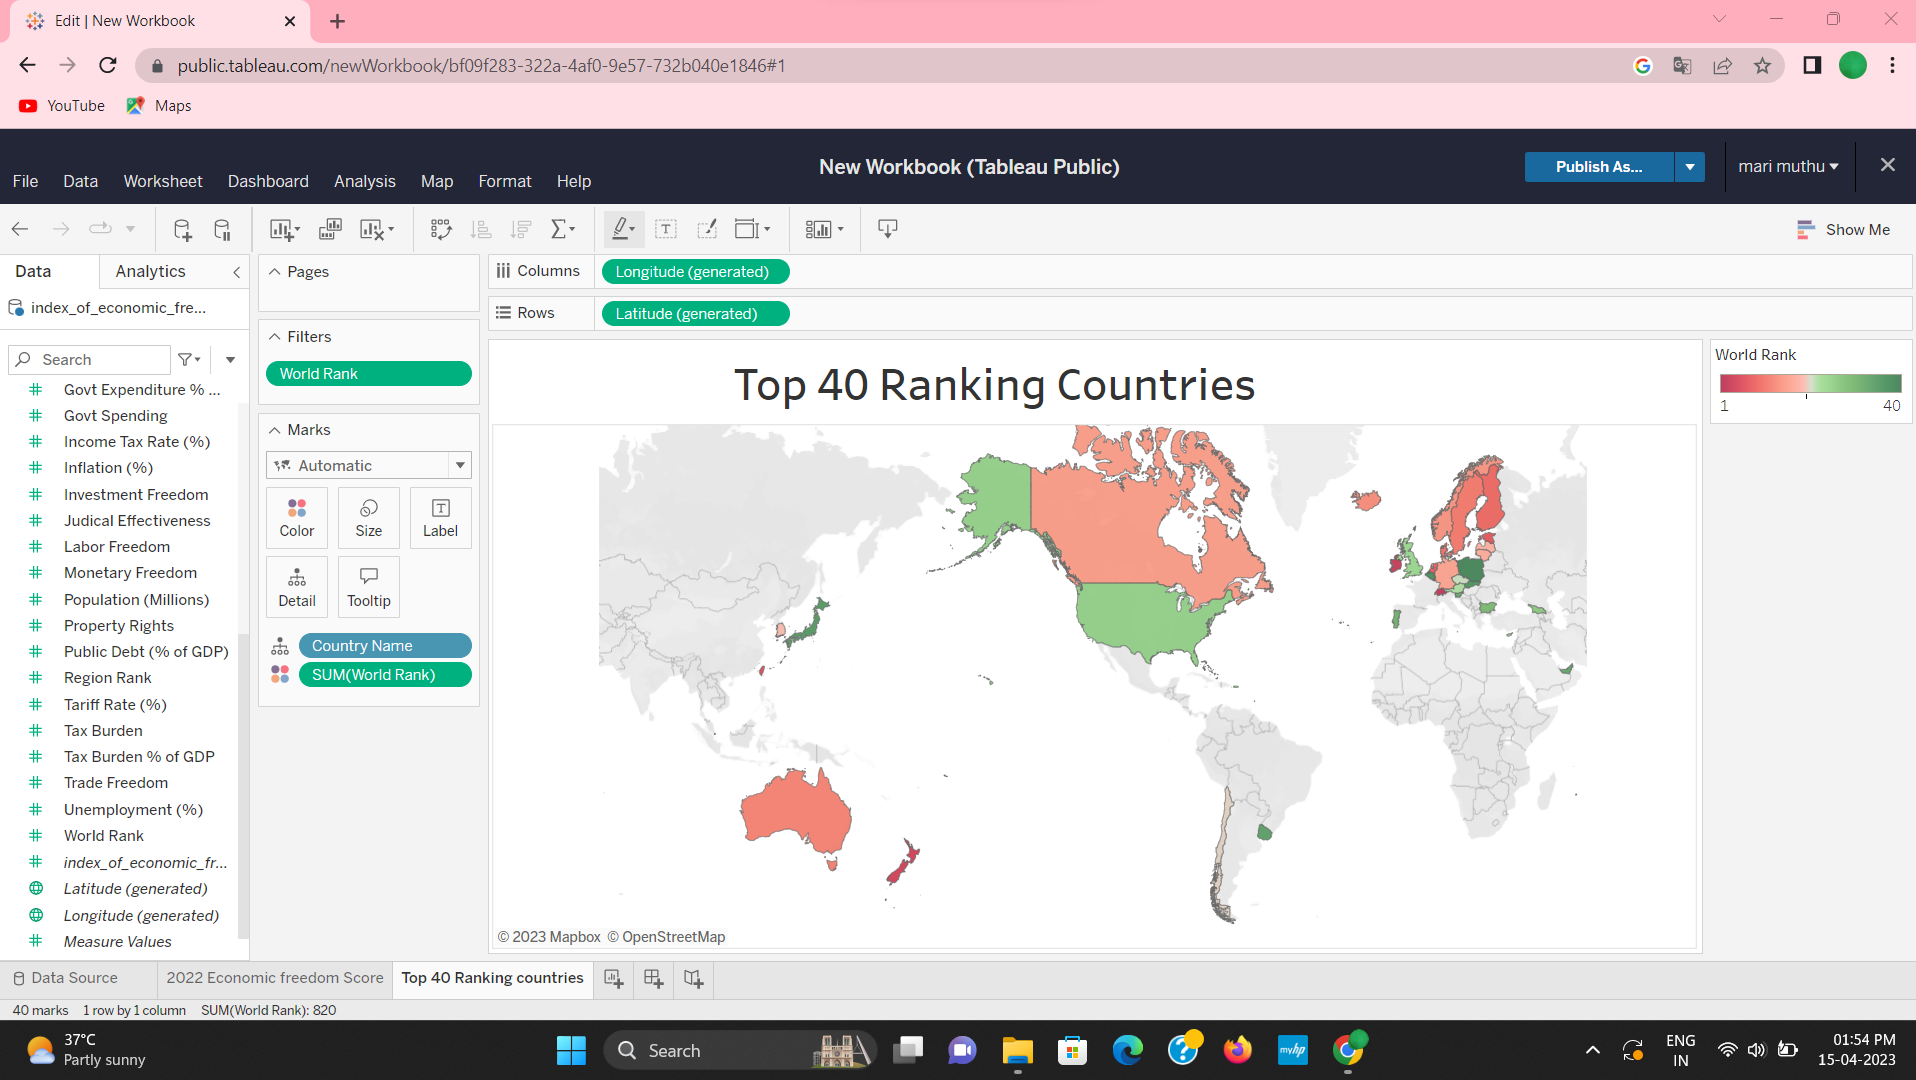 Edit | New Workbook
public.tableau.com/newWorkbook/bf09f283-322a-4af0-9e57-732b040e1846#1
YouTube Maps
New Workbook (Tableau Public)
Publish As...
mari muthu
File Data Worksheet Dashboard Analysis Map Format Help
Show Me
Data Analytics
index_of_economic_fre...
Search
Govt Expenditure % ...
Govt Spending
Income Tax Rate (%)
Inflation (%)
Investment Freedom
Judical Effectiveness
Labor Freedom
Monetary Freedom
Population (Millions)
Property Rights
Public Debt (% of GDP)
Region Rank
Tariff Rate (%)
Tax Burden
Tax Burden % of GDP
Trade Freedom
Unemployment (%)
World Rank
index_of_economic_fr...
Latitude (generated)
Longitude (generated)
Measure Values
Pages
Filters
World Rank
Marks
Automatic
Color Size Label
Detail Tooltip
Country Name
SUM(World Rank)
Columns Longitude (generated)
Rows Latitude (generated)
Top 40 Ranking Countries
© 2023 Mapbox © OpenStreetMap
World Rank
1 40
Data Source 2022 Economic freedom Score Top 40 Ranking countries
40 marks 1 row by 1 column SUM(World Rank): 820
37°C
Partly sunny
Search
myhp
ENG
IN
01:54 PM
15-04-2023